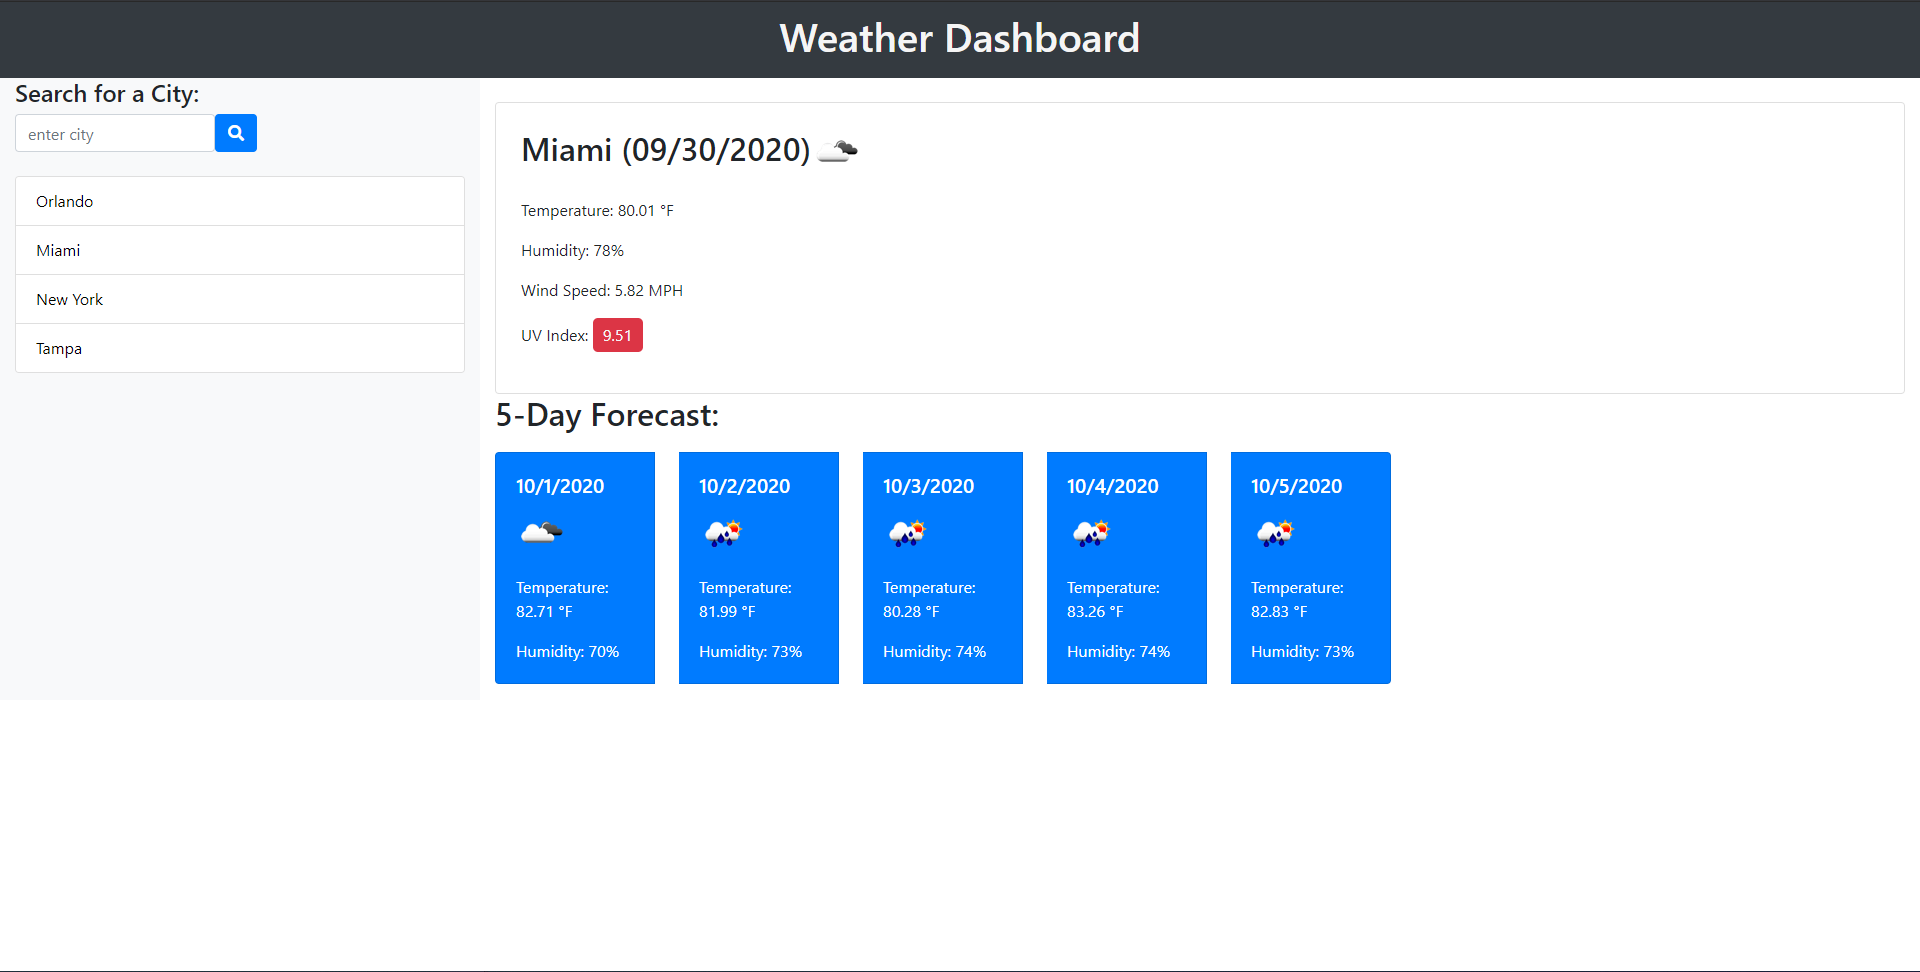 Weather Dashboard
Search for a City:
enter city
Orlando
Miami
New York
Tampa
Miami (09/30/2020)
Temperature: 80.01 °F
Humidity: 78%
Wind Speed: 5.82 MPH
UV Index: 9.51
5-Day Forecast:
10/1/2020
Temperature:
82.71 °F
Humidity: 70%
10/2/2020
Temperature:
81.99 °F
Humidity: 73%
10/3/2020
Temperature:
80.28 °F
Humidity: 74%
10/4/2020
Temperature:
83.26 °F
Humidity: 74%
10/5/2020
Temperature:
82.83 °F
Humidity: 73%